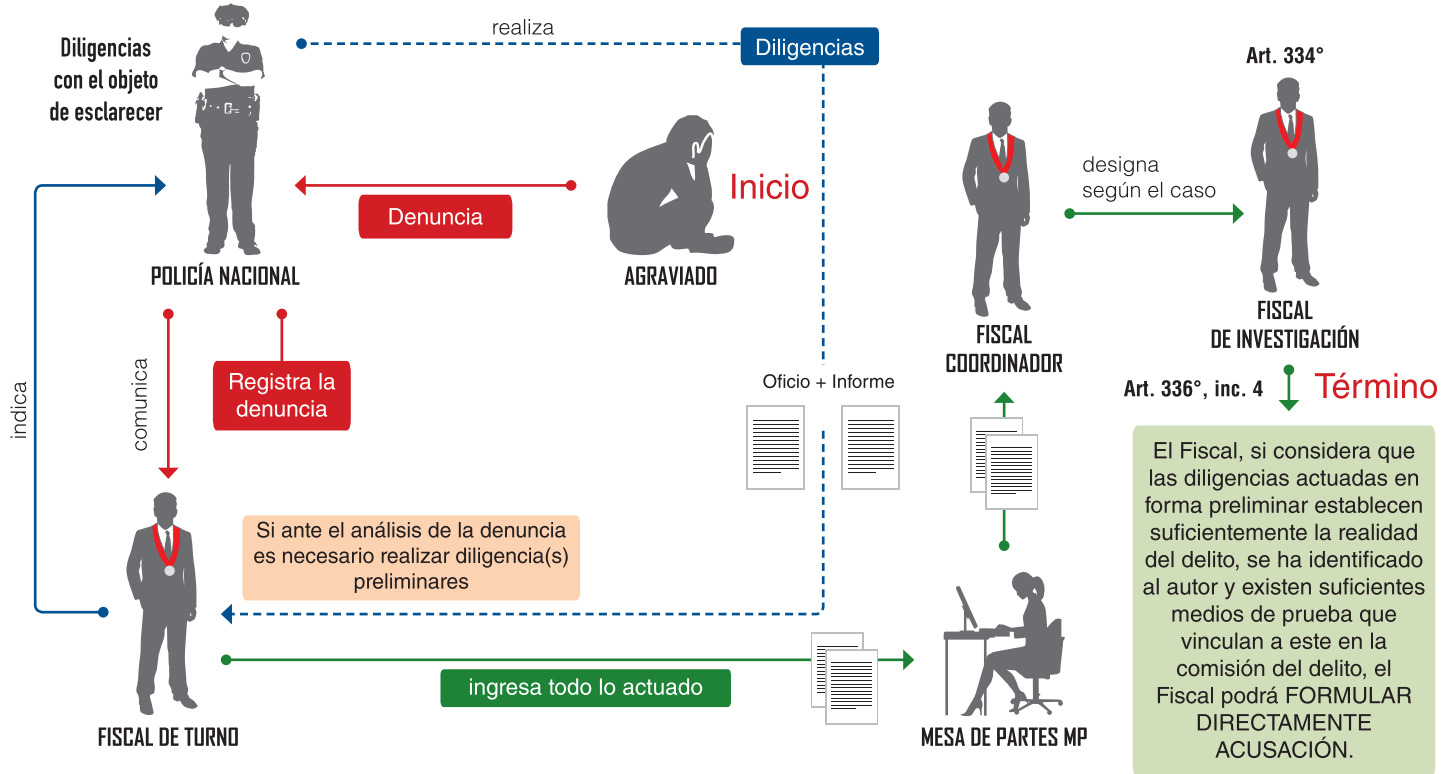 Diligencias
con el objeto
de esclarecer
realiza
Diligencias
Art. 334°
Inicio
Denuncia
designa
según el caso
POLICÍA NACIONAL
AGRAVIADO
FISCAL
COORDINADOR
FISCAL
DE INVESTIGACIÓN
indica
comunica
Registra la
denuncia
Oficio + Informe
Art. 336°, inc. 4
Término
El Fiscal, si considera que
las diligencias actuadas en
forma preliminar establecen
suficientemente la realidad
del delito, se ha identificado
al autor y existen suficientes
medios de prueba que
vinculan a este en la
comisión del delito, el
Fiscal podrá FORMULAR
DIRECTAMENTE
ACUSACIÓN.
Si ante el análisis de la denuncia
es necesario realizar diligencia(s)
preliminares
ingresa todo lo actuado
FISCAL DE TURNO
MESA DE PARTES MP